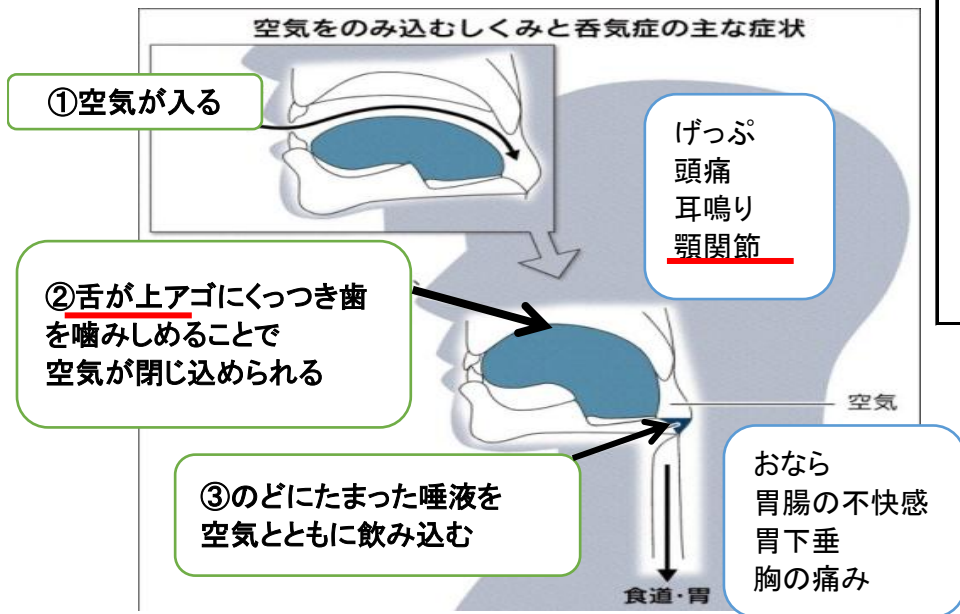 空気をのみ込むしくみと呑気症の主な症状
①空気が入る
げっぷ
頭痛
耳鳴り
顎関節
②舌が上アゴにくっつき歯
を噛みしめることで
空気が閉じ込められる
空気
③のどにたまった唾液を
空気とともに飲み込む
おなら
胃腸の不快感
胃下垂
胸の痛み
食道・胃